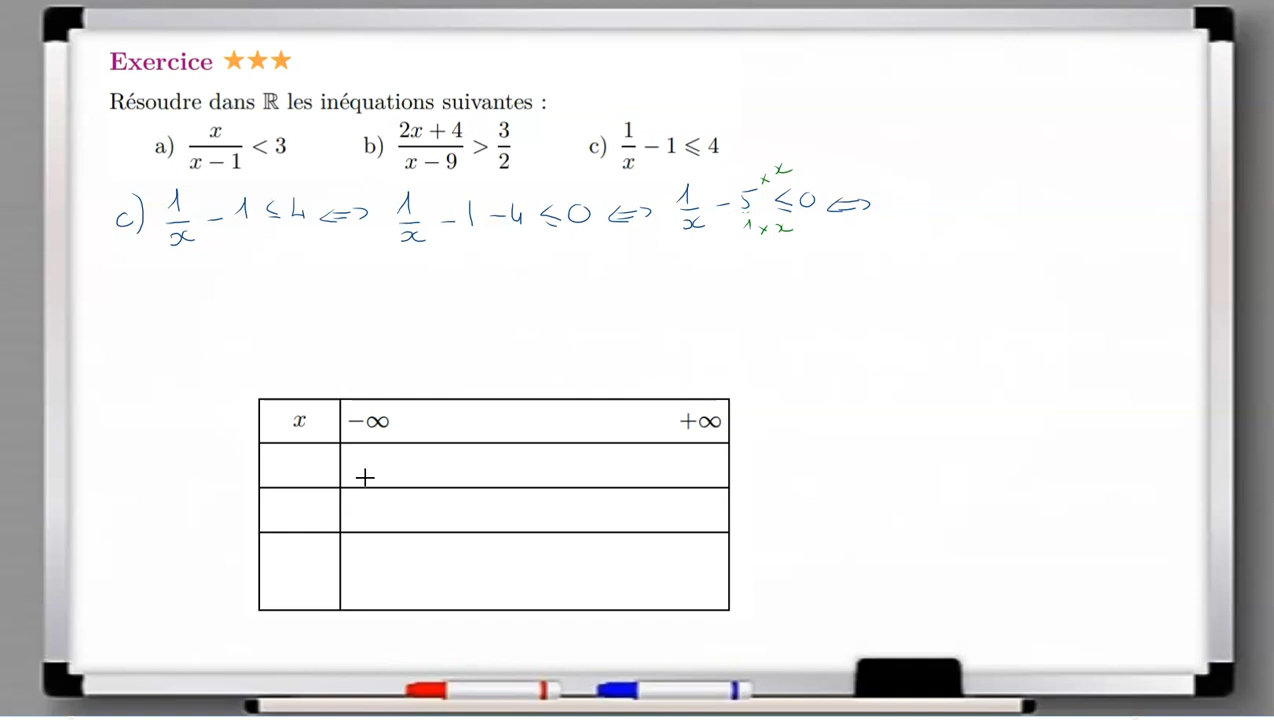 Exercice ★★★
Résoudre dans ℝ les inéquations suivantes :
a) x/(x − 1) < 3 b) (2x + 4)/(x − 9) > 3/2 c) 1/x − 1 ⩽ 4
c) 1/x − 1 ≤ 4 ⇔ 1/x − 1 − 4 ≤ 0 ⇔ 1/x − 5×x/1×x ≤ 0 ⇔
x −∞ +∞